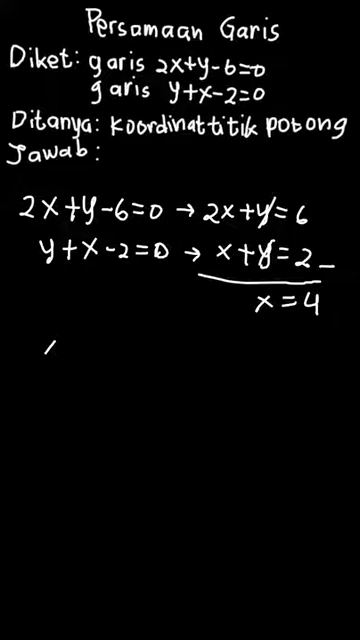 Persamaan Garis
Diket: garis 2x+y-6=0
garis y+x-2=0
Ditanya: Koordinat titik potong
Jawab:
2x+y-6=0 → 2x+y=6
y+x-2=0 → x+y=2 -
x=4